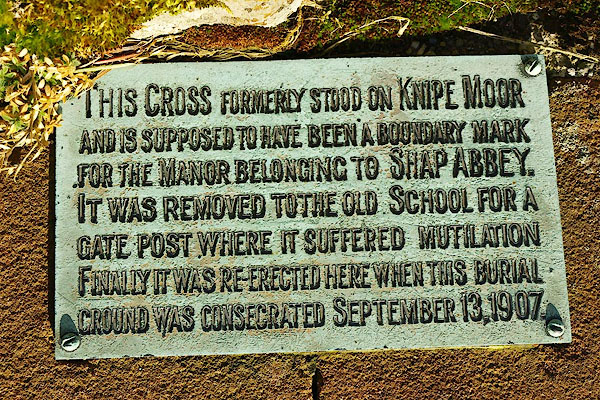 THIS CROSS FORMERLY STOOD ON KNIPE MOOR
AND IS SUPPOSED TO HAVE BEEN A BOUNDARY MARK
FOR THE MANOR BELONGING TO SHAP ABBEY.
IT WAS REMOVED TO THE OLD SCHOOL FOR A
GATE POST WHERE IT SUFFERED MUTILATION
FINALLY IT WAS RE-ERECTED HERE WHEN THIS BURIAL
GROUND WAS CONSECRATED SEPTEMBER 13, 1907